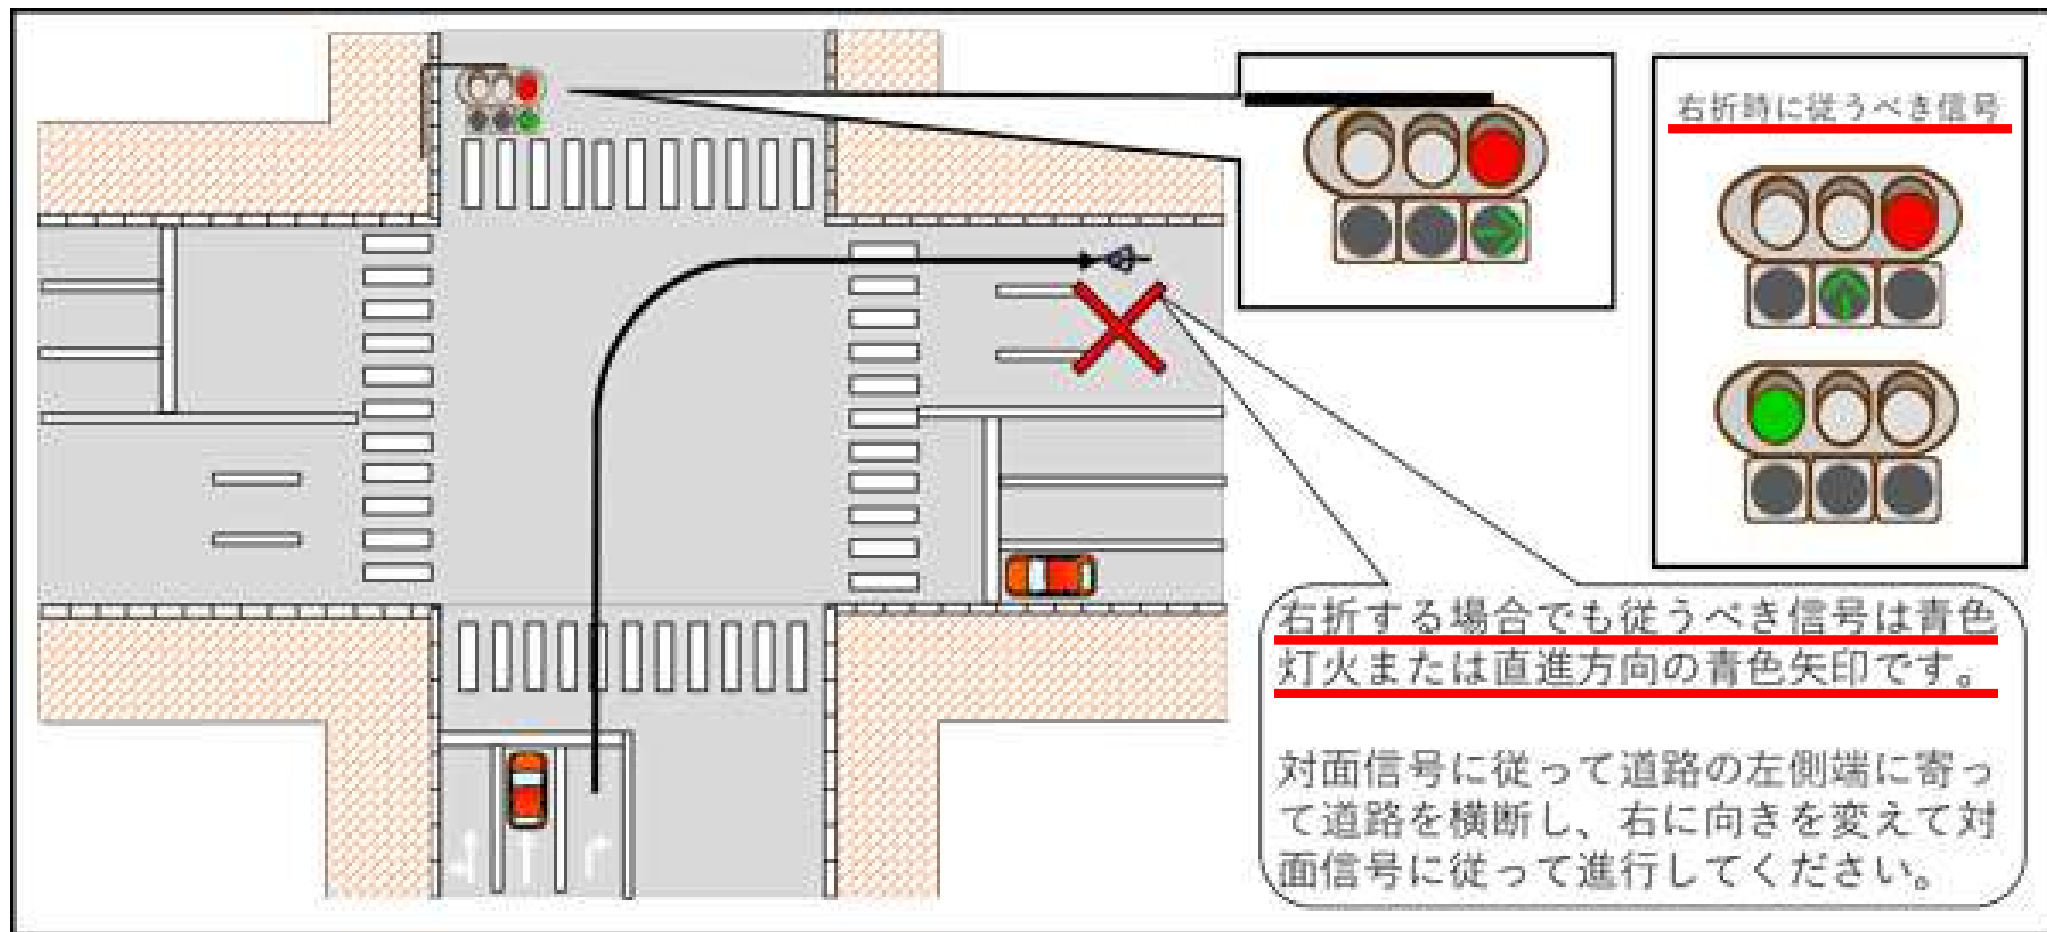 右折時に従うべき信号
右折する場合でも従うべき信号は青色
灯火または直進方向の青色矢印です。
対面信号に従って道路の左側端に寄っ
て道路を横断し、右に向きを変えて対
面信号に従って進行してください。